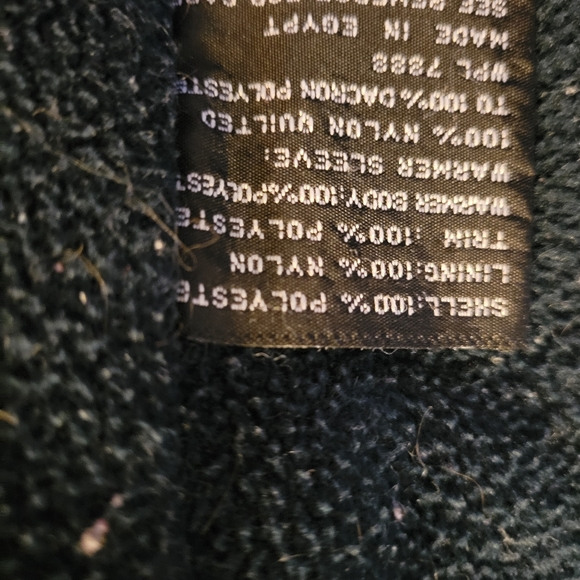 SHELL:100% POLYESTE
LINING:100% NYLON
TRIM :100% POLYESTE
WARMER BODY:100%POLYEST
WARMER SLEEVE:
100% NYLON QUILTED
TO 100% DACRON POLYESTE
WPL 7888
MADE IN EGYPT
SEE